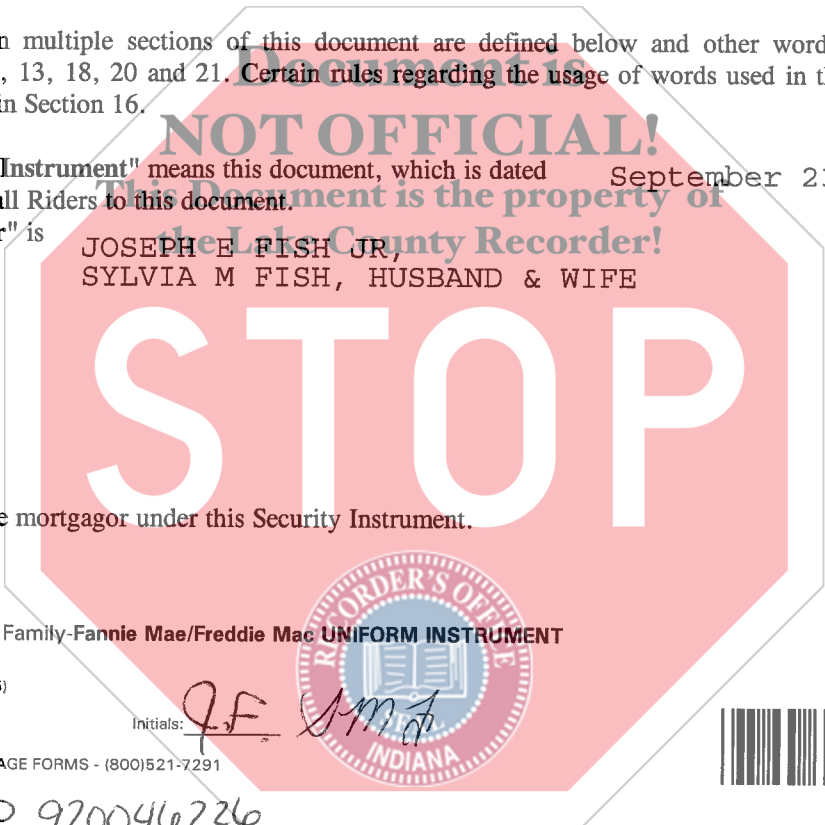 n multiple sections of this document are defined below and other word
, 13, 18, 20 and 21. Certain rules regarding the usage of words used in t
in Section 16.
Document is
NOT OFFICIAL!
This Document is the property of
the Lake County Recorder!
Instrument" means this document, which is dated September 2
ll Riders to this document.
r" is
JOSEPH E FISH JR,
SYLVIA M FISH, HUSBAND & WIFE
STOP
e mortgagor under this Security Instrument.
Family-Fannie Mae/Freddie Mac UNIFORM INSTRUMENT
RECORDER'S OFFICE
SEAL
INDIANA
Initials: J.F SMF
AGE FORMS - (800)521-7291
920046726